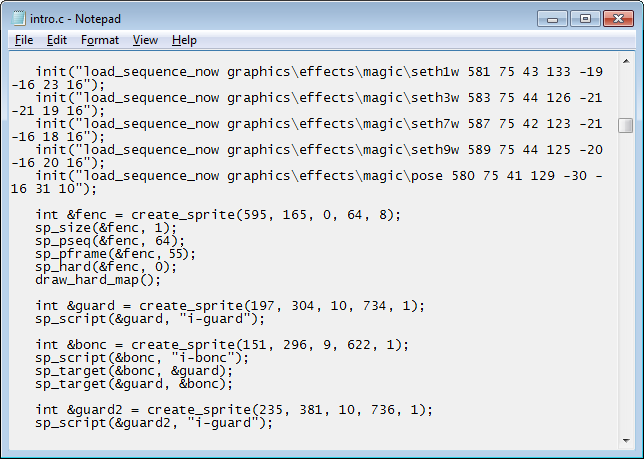 intro.c - Notepad
File Edit Format View Help
init("load_sequence_now graphics\effects\magic\seth1w 581 75 43 133 -19
-16 23 16");
init("load_sequence_now graphics\effects\magic\seth3w 583 75 44 126 -21
-21 19 16");
init("load_sequence_now graphics\effects\magic\seth7w 587 75 42 123 -21
-16 18 16");
init("load_sequence_now graphics\effects\magic\seth9w 589 75 44 125 -20
-16 20 16");
init("load_sequence_now graphics\effects\magic\pose 580 75 41 129 -30 -
16 31 10");
int &fenc = create_sprite(595, 165, 0, 64, 8);
sp_size(&fenc, 1);
sp_pseq(&fenc, 64);
sp_pframe(&fenc, 55);
sp_hard(&fenc, 0);
draw_hard_map();
int &guard = create_sprite(197, 304, 10, 734, 1);
sp_script(&guard, "i-guard");
int &bonc = create_sprite(151, 296, 9, 622, 1);
sp_script(&bonc, "i-bonc");
sp_target(&bonc, &guard);
sp_target(&guard, &bonc);
int &guard2 = create_sprite(235, 381, 10, 736, 1);
sp_script(&guard2, "i-guard");